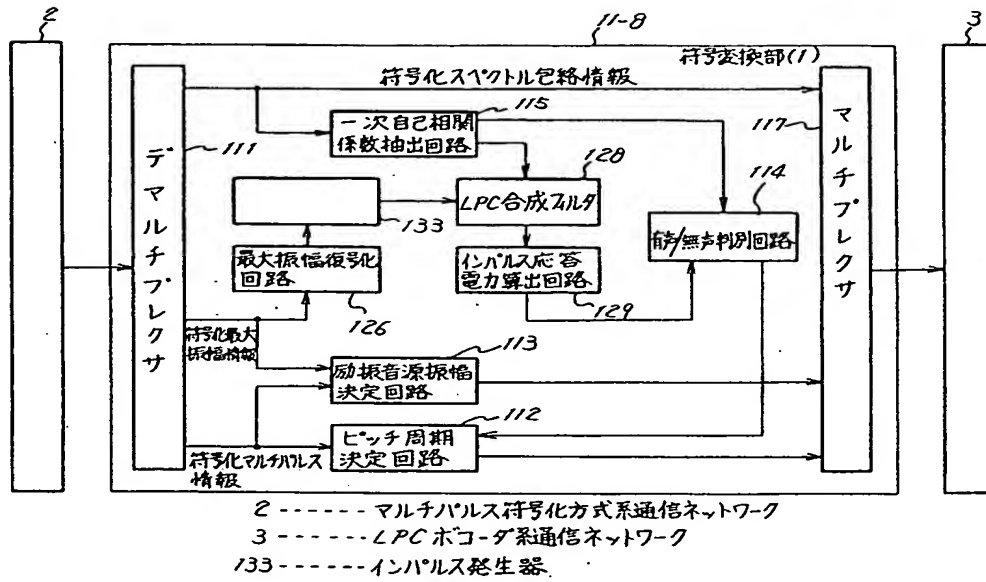 2
11-8
3
符号変換部(1)
符号化スペクトル包絡情報
115
一次自己相関
係数抽出回路
117
マルチプレクサ
デマルチプレクサ
111
128
LPC合成フィルタ
133
114
有声/無声判別回路
最大振幅復号化
回路
126
インパルス応答
電力算出回路
129
符号化最大
振幅情報
113
励振音源振幅
決定回路
112
ピッチ周期
決定回路
符号化マルチパルス
情報
2 ------ マルチパルス符号化方式系通信ネットワーク
3 ------ LPCボコーダ系通信ネットワーク
133 ------ インパルス発生器